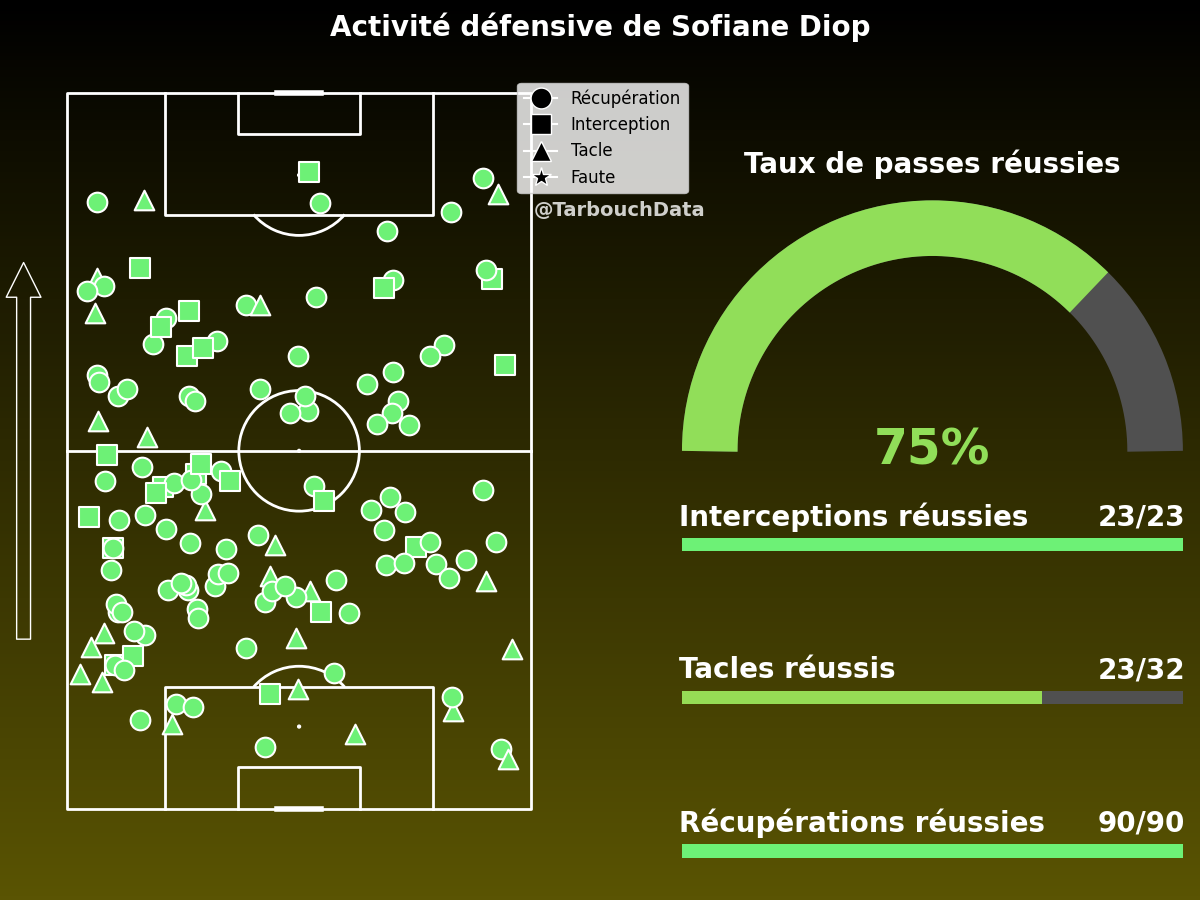 Activité défensive de Sofiane Diop
Récupération
Interception
Tacle
Faute
@TarbouchData
Taux de passes réussies
75%
Interceptions réussies 23/23
Tacles réussis 23/32
Récupérations réussies 90/90